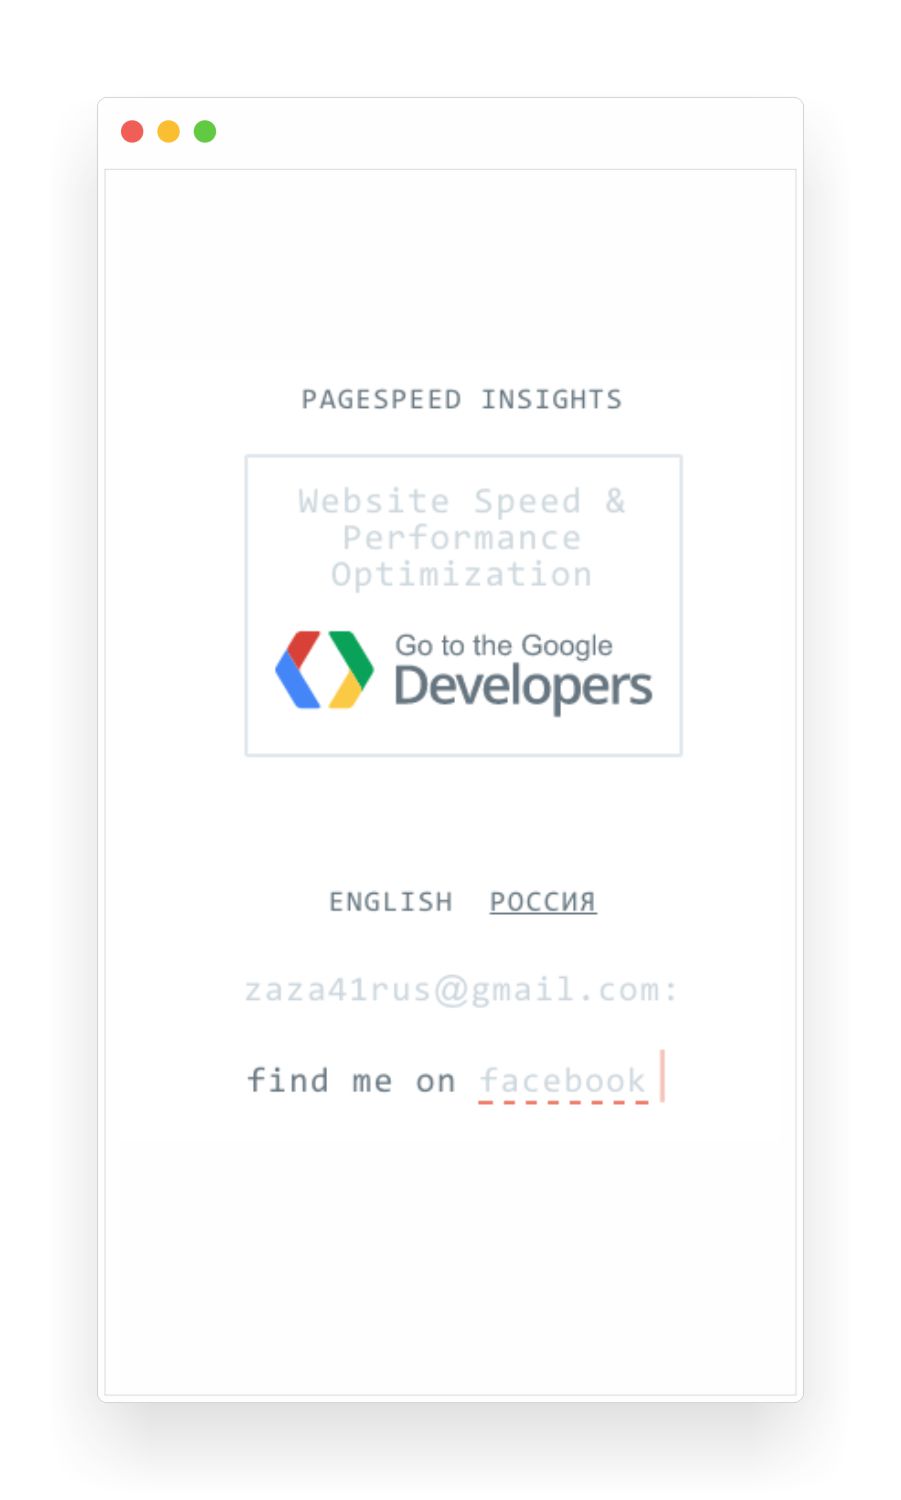 PAGESPEED INSIGHTS
Website Speed &
Performance
Optimization
Go to the Google
Developers
ENGLISH РОССИЯ
zaza41rus@gmail.com:
find me on facebook